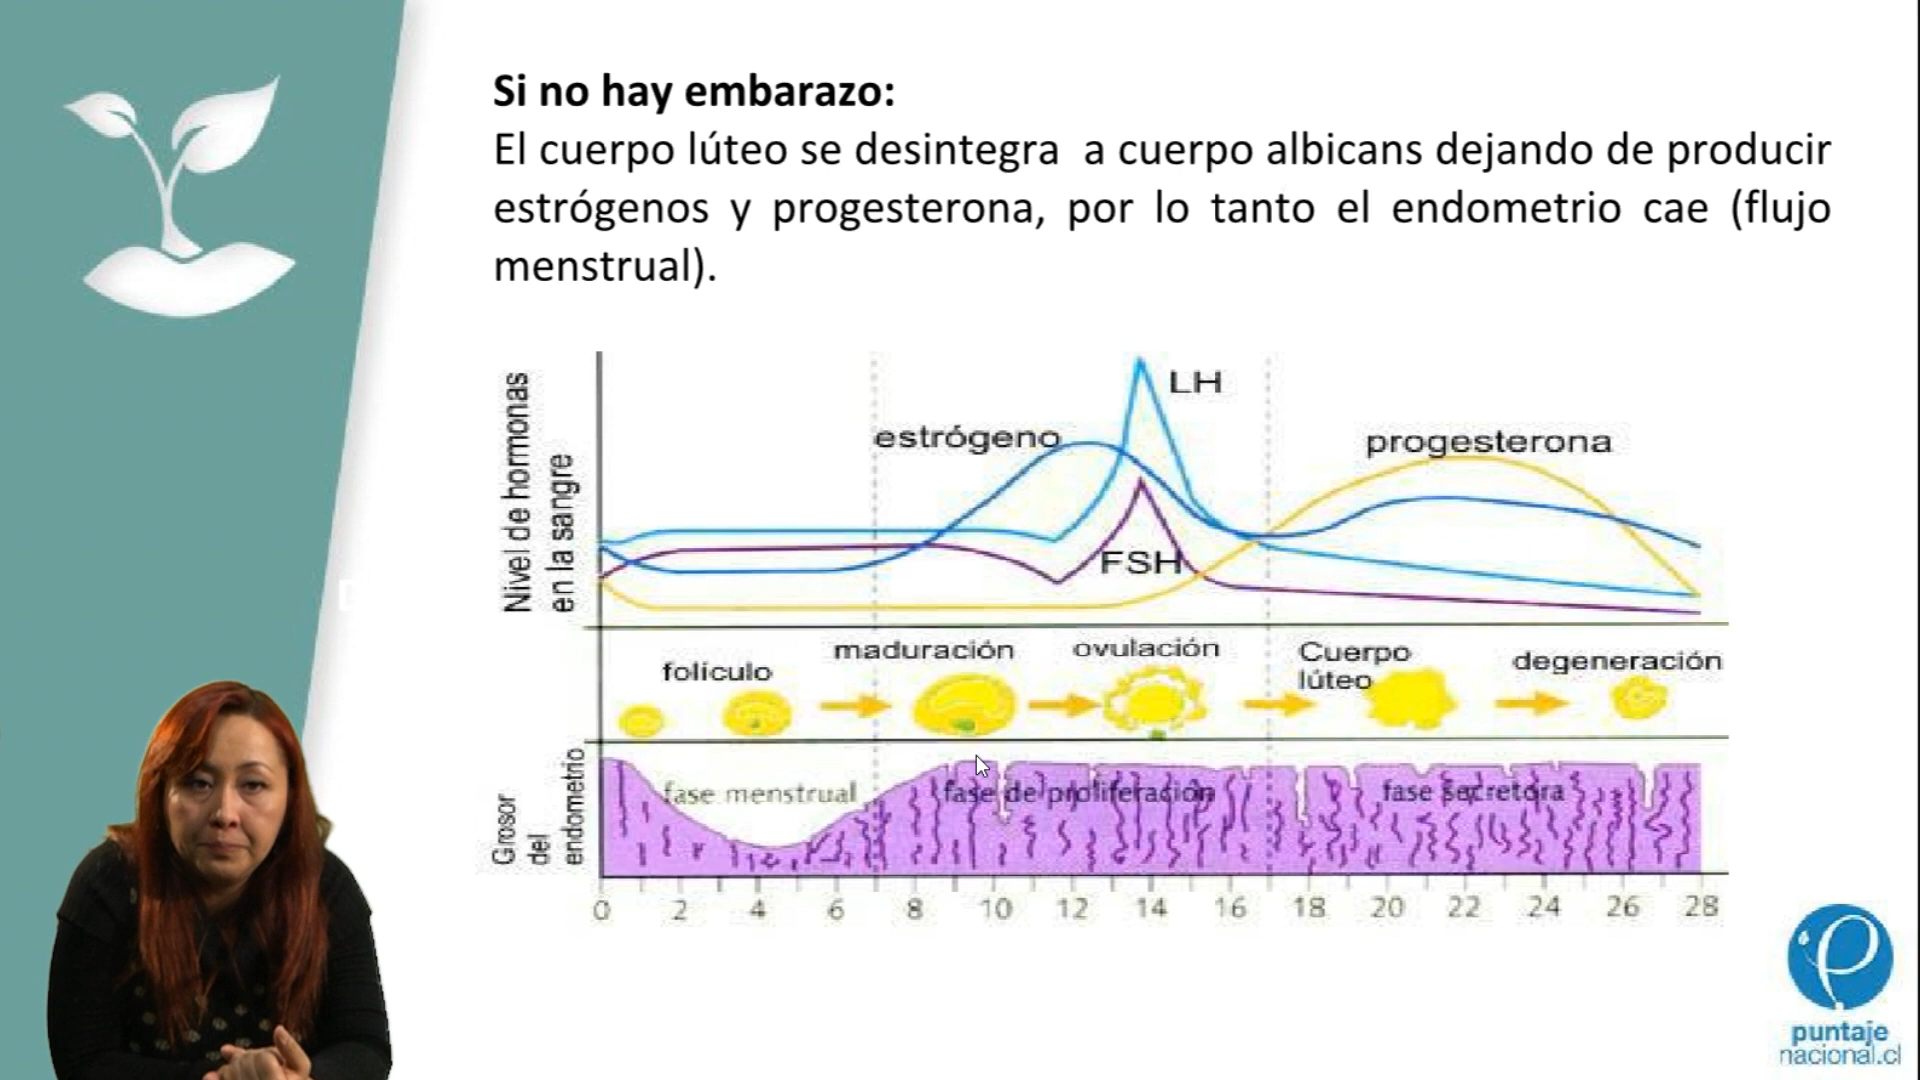 Si no hay embarazo:
El cuerpo lúteo se desintegra a cuerpo albicans dejando de producir
estrógenos y progesterona, por lo tanto el endometrio cae (flujo
menstrual).
Nivel de hormonas
en la sangre
LH
estrógeno
progesterona
FSH
folículo
maduración
ovulación
Cuerpo
lúteo
degeneración
Grosor
del
endometrio
fase menstrual
fase de proliferación
fase secretora
0 2 4 6 8 10 12 14 16 18 20 22 24 26 28
puntaje
nacional.cl